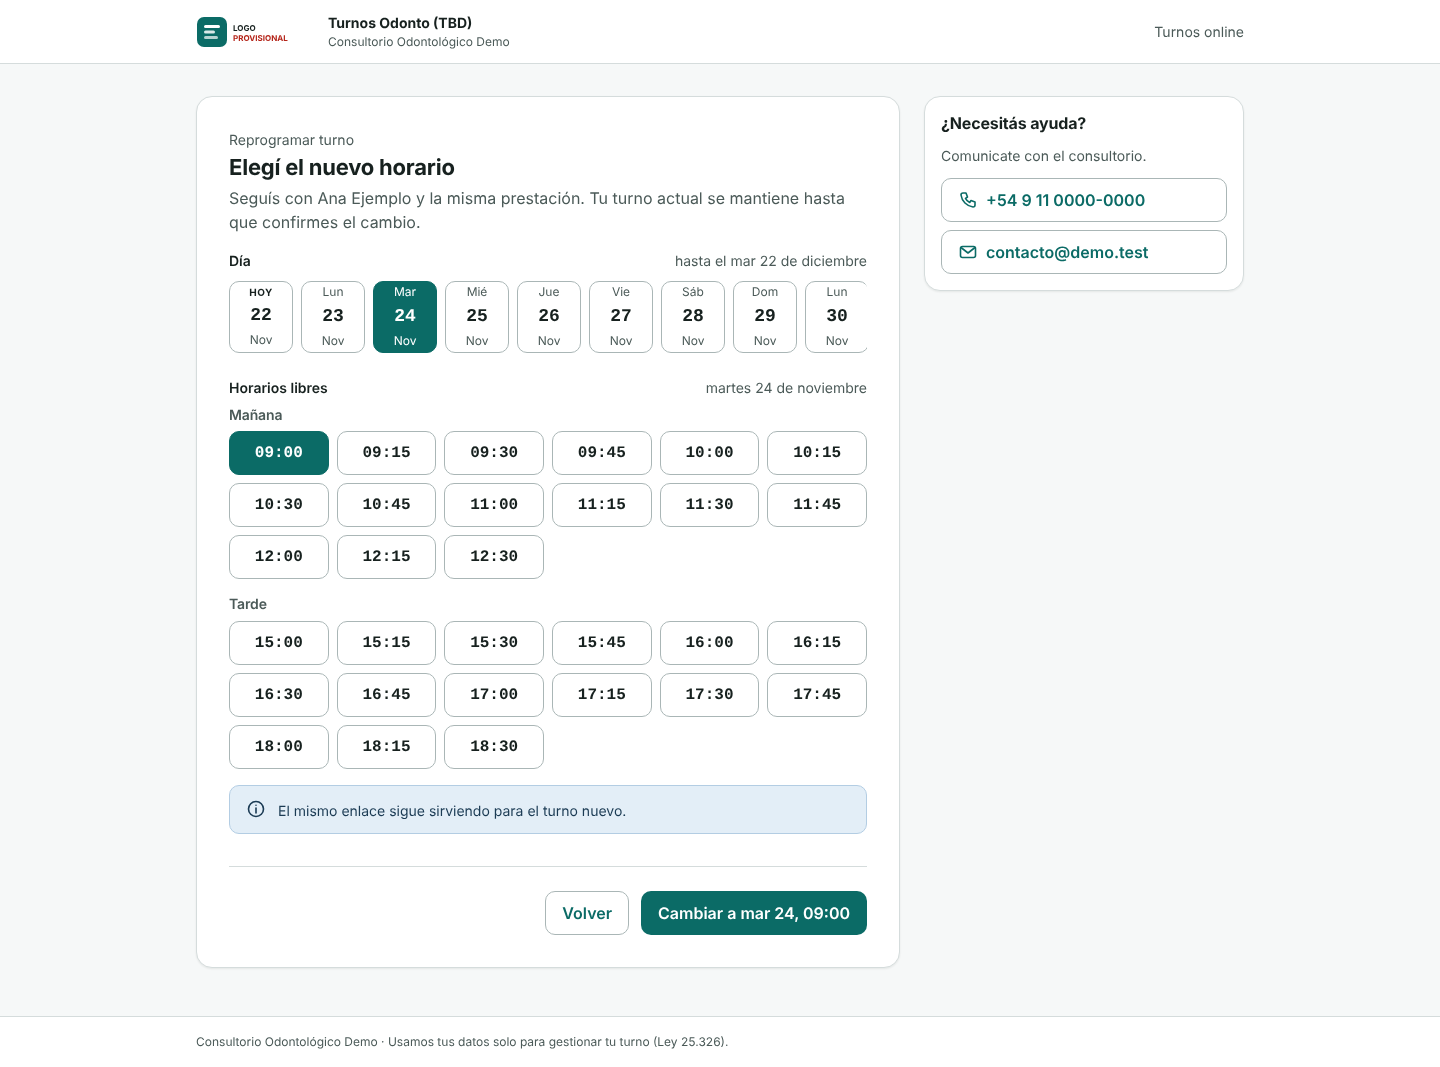 LOGO
PROVISIONAL
Turnos Odonto (TBD)
Consultorio Odontológico Demo
Turnos online
Reprogramar turno
Elegí el nuevo horario
Seguís con Ana Ejemplo y la misma prestación. Tu turno actual se mantiene hasta
que confirmes el cambio.
Día
hasta el mar 22 de diciembre
HOY
22
Nov
Lun
23
Nov
Mar
24
Nov
Mié
25
Nov
Jue
26
Nov
Vie
27
Nov
Sáb
28
Nov
Dom
29
Nov
Lun
30
Nov
Horarios libres
martes 24 de noviembre
Mañana
09:00 09:15 09:30 09:45 10:00 10:15
10:30 10:45 11:00 11:15 11:30 11:45
12:00 12:15 12:30
Tarde
15:00 15:15 15:30 15:45 16:00 16:15
16:30 16:45 17:00 17:15 17:30 17:45
18:00 18:15 18:30
El mismo enlace sigue sirviendo para el turno nuevo.
Volver
Cambiar a mar 24, 09:00
¿Necesitás ayuda?
Comunicate con el consultorio.
+54 9 11 0000-0000
contacto@demo.test
Consultorio Odontológico Demo · Usamos tus datos solo para gestionar tu turno (Ley 25.326).